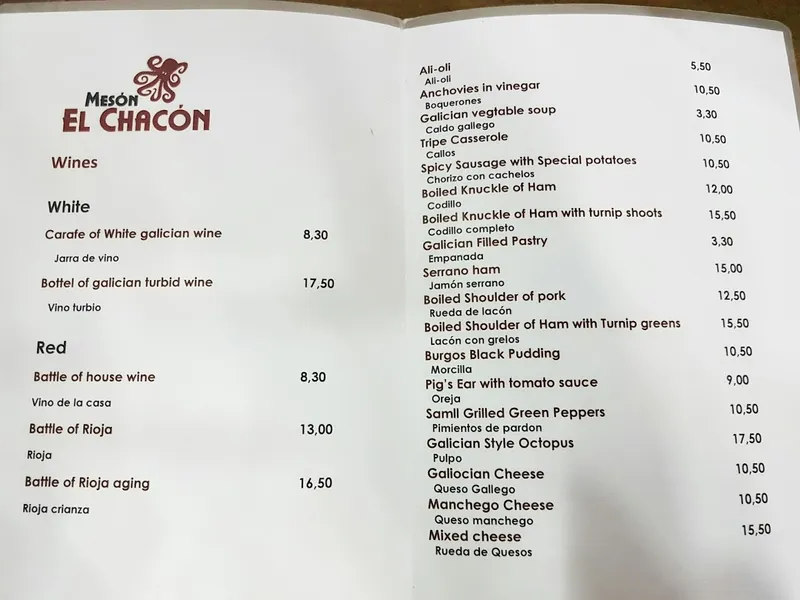 MESÓN
EL CHACÓN
Wines
White
Carafe of White galician wine 8,30
Jarra de vino
Bottel of galician turbid wine 17,50
Vino turbio
Red
Battle of house wine 8,30
Vino de la casa
Battle of Rioja 13,00
Rioja
Battle of Rioja aging 16,50
Rioja crianza
Ali-oli 5,50
Ali-oli
Anchovies in vinegar 10,50
Boquerones
Galician vegtable soup 3,30
Caldo gallego
Tripe Casserole 10,50
Callos
Spicy Sausage with Special potatoes 10,50
Chorizo con cachelos
Boiled Knuckle of Ham 12,00
Codillo
Boiled Knuckle of Ham with turnip shoots 15,50
Codillo completo
Galician Filled Pastry 3,30
Empanada
Serrano ham 15,00
Jamón serrano
Boiled Shoulder of pork 12,50
Rueda de lacón
Boiled Shoulder of Ham with Turnip greens 15,50
Lacón con grelos
Burgos Black Pudding 10,50
Morcilla
Pig's Ear with tomato sauce 9,00
Oreja
Samll Grilled Green Peppers 10,50
Pimientos de pardon
Galician Style Octopus 17,50
Pulpo
Galiocian Cheese 10,50
Queso Gallego
Manchego Cheese 10,50
Queso manchego
Mixed cheese 15,50
Rueda de Quesos